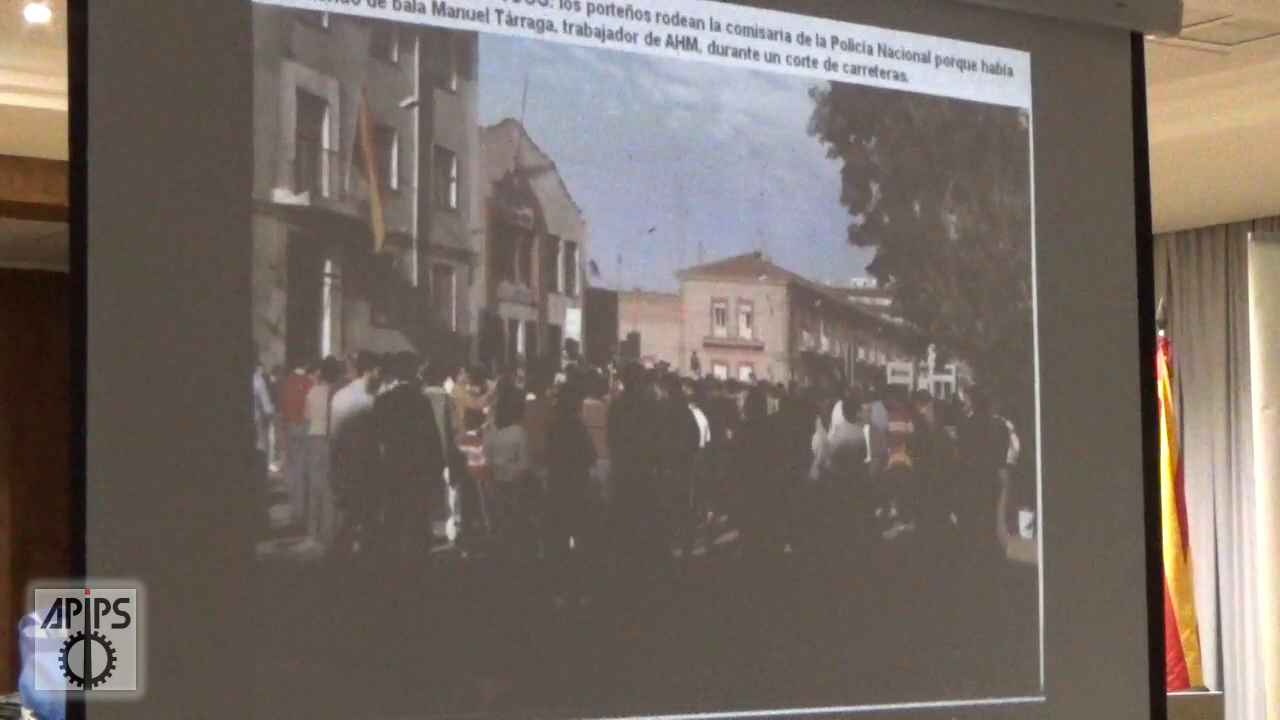 los porteños rodean la comisaria de la Policía Nacional porque había
de bala Manuel Tárraga, trabajador de AHM, durante un corte de carreteras.
APIPS